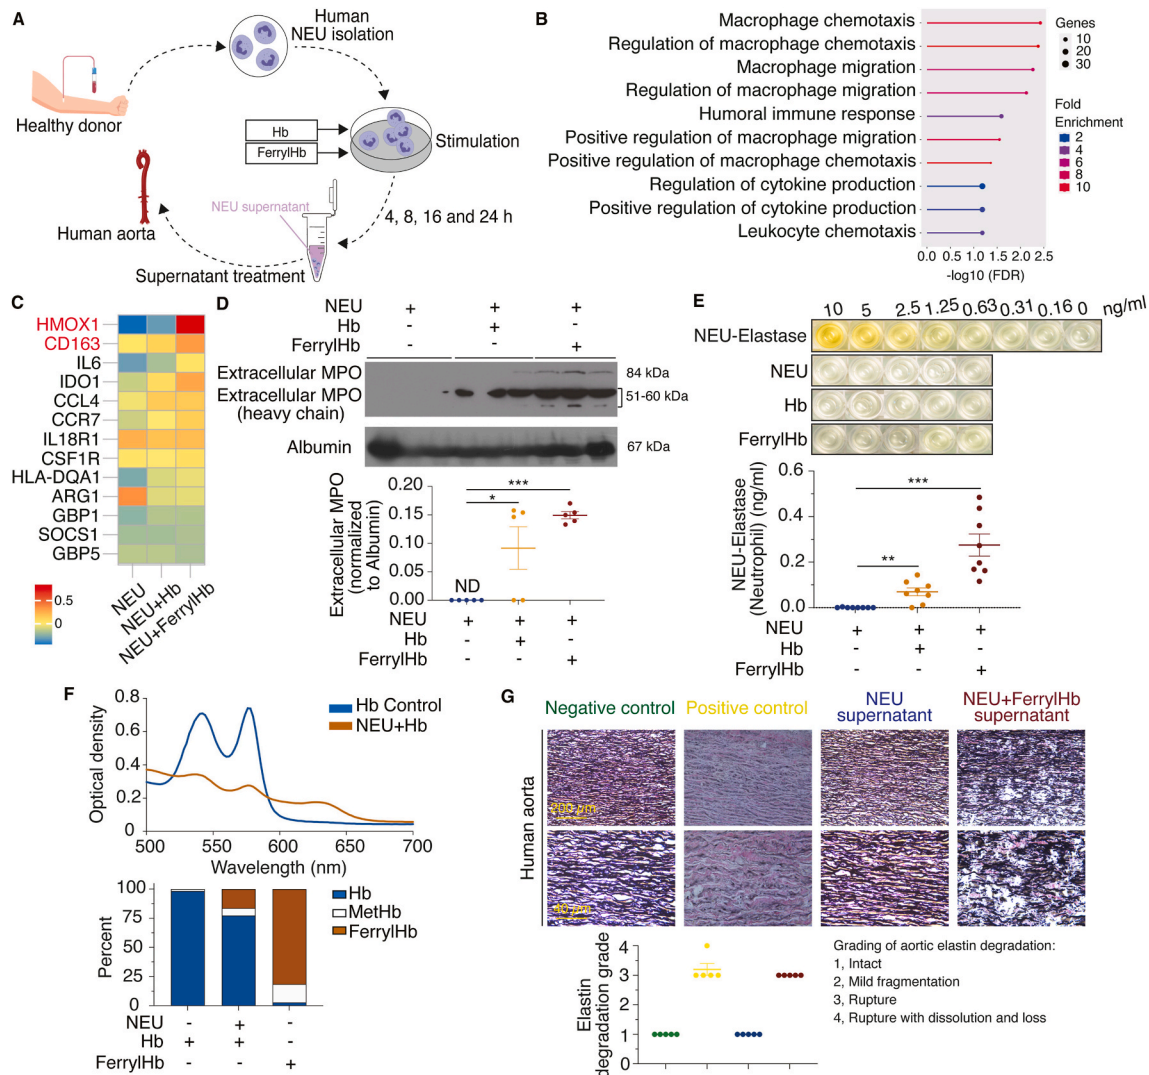 A
Human
NEU isolation
Healthy donor
Hb
FerrylHb
Stimulation
NEU supernatant
4, 8, 16 and 24 h
Human aorta
Supernatant treatment
B
Macrophage chemotaxis
Regulation of macrophage chemotaxis
Macrophage migration
Regulation of macrophage migration
Humoral immune response
Positive regulation of macrophage migration
Positive regulation of macrophage chemotaxis
Regulation of cytokine production
Positive regulation of cytokine production
Leukocyte chemotaxis
0.0 0.5 1.0 1.5 2.0 2.5
-log10 (FDR)
Genes
10
20
30
Fold
Enrichment
2
4
6
8
10
C
HMOX1
CD163
IL6
IDO1
CCL4
CCR7
IL18R1
CSF1R
HLA-DQA1
ARG1
GBP1
SOCS1
GBP5
NEU
NEU+Hb
NEU+FerrylHb
0.5
0
D
NEU + + +
Hb - + -
FerrylHb - - +
Extracellular MPO 84 kDa
Extracellular MPO 51-60 kDa
(heavy chain)
Albumin 67 kDa
Extracellular MPO
(normalized
to Albumin)
0.20
0.15
0.10
0.05
0.00
ND
*
***
NEU + + +
Hb - + -
FerrylHb - - +
E
10 5 2.5 1.25 0.63 0.31 0.16 0 ng/ml
NEU-Elastase
NEU
Hb
FerrylHb
NEU-Elastase
(Neutrophil) (ng/ml)
0.6
0.4
0.2
0.0
**
***
NEU + + +
Hb - + -
FerrylHb - - +
F
Optical density
0.8
0.6
0.4
0.2
0
500 550 600 650 700
Wavelength (nm)
Hb Control
NEU+Hb
Percent
100
75
50
25
0
Hb
MetHb
FerrylHb
NEU - + -
Hb + + -
FerrylHb - - +
G
Negative control
Positive control
NEU
supernatant
NEU+FerrylHb
supernatant
Human aorta
200 µm
40 µm
Elastin
degradation grade
4
3
2
1
0
Grading of aortic elastin degradation:
1, Intact
2, Mild fragmentation
3, Rupture
4, Rupture with dissolution and loss